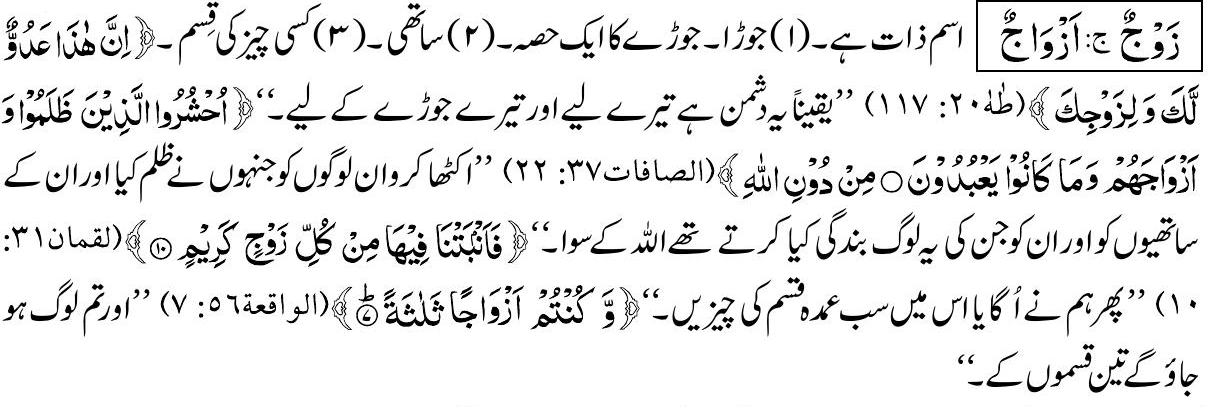 زَوْجٌ ج: اَزْوَاجٌ اسم ذات ہے۔ (۱) جوڑا۔ جوڑے کا ایک حصہ۔ (۲) ساتھی۔ (۳) کسی چیز کی قِسم۔ ﴿اِنَّ هٰذَا عَدُوٌّ
لَّكَ وَ لِزَوْجِكَ﴾ (طٰهٰ ۲۰: ۱۱۷) ’’یقیناً یہ دشمن ہے تیرے لیے اور تیرے جوڑے کے لیے۔‘‘ ﴿اُحْشُرُوا الَّذِيْنَ ظَلَمُوْا وَ
اَزْوَاجَهُمْ وَمَا كَانُوْا يَعْبُدُوْنَ ○ مِنْ دُوْنِ اللّٰهِ﴾ (الصافات ۳۷: ۲۲) ’’اکٹھا کرو ان لوگوں کو جنہوں نے ظلم کیا اور ان کے
ساتھیوں کو اور ان کو جن کی یہ لوگ بندگی کیا کرتے تھے اللہ کے سوا۔‘‘ ﴿فَاَنْۢبَتْنَا فِيْهَا مِنْ كُلِّ زَوْجٍ كَرِيْمٍ ۱۰﴾ (لقمان ۳۱:
۱۰) ’’پھر ہم نے اُگایا اس میں سب عمدہ قسم کی چیزیں۔‘‘ ﴿وَّ كُنْتُمْ اَزْوَاجًا ثَلٰثَةً ؕ۷﴾ (الواقعة ۵۶: ۷) ’’اور تم لوگ ہو
جاؤ گے تین قسموں کے۔‘‘